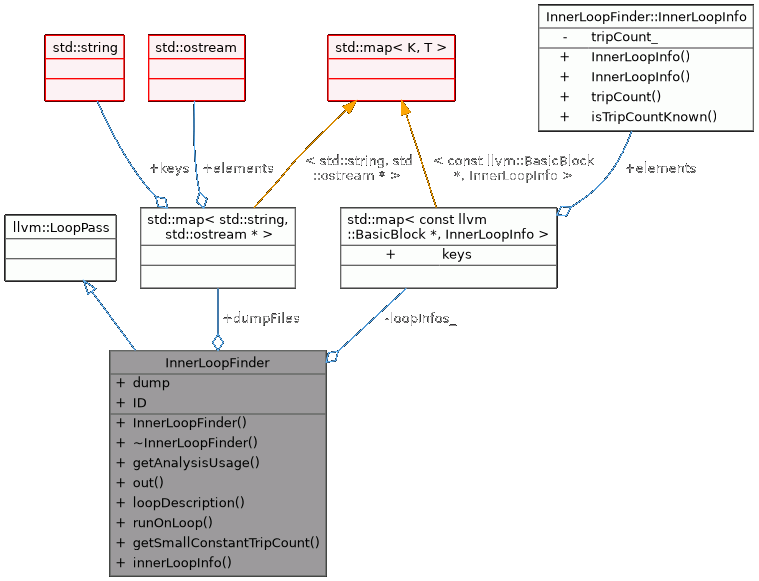 InnerLoopFinder::InnerLoopInfo
- tripCount_
+ InnerLoopInfo()
+ InnerLoopInfo()
+ tripCount()
+ isTripCountKnown()
std::string
std::ostream
std::map< K, T >
+keys
+elements
< std::string, std
::ostream * >
< const llvm::BasicBlock
*, InnerLoopInfo >
+elements
llvm::LoopPass
std::map< std::string,
std::ostream * >
std::map< const llvm
::BasicBlock *, InnerLoopInfo >
+ keys
+dumpFiles
-loopInfos_
InnerLoopFinder
+ dump
+ ID
+ InnerLoopFinder()
+ ~InnerLoopFinder()
+ getAnalysisUsage()
+ out()
+ loopDescription()
+ runOnLoop()
+ getSmallConstantTripCount()
+ innerLoopInfo()